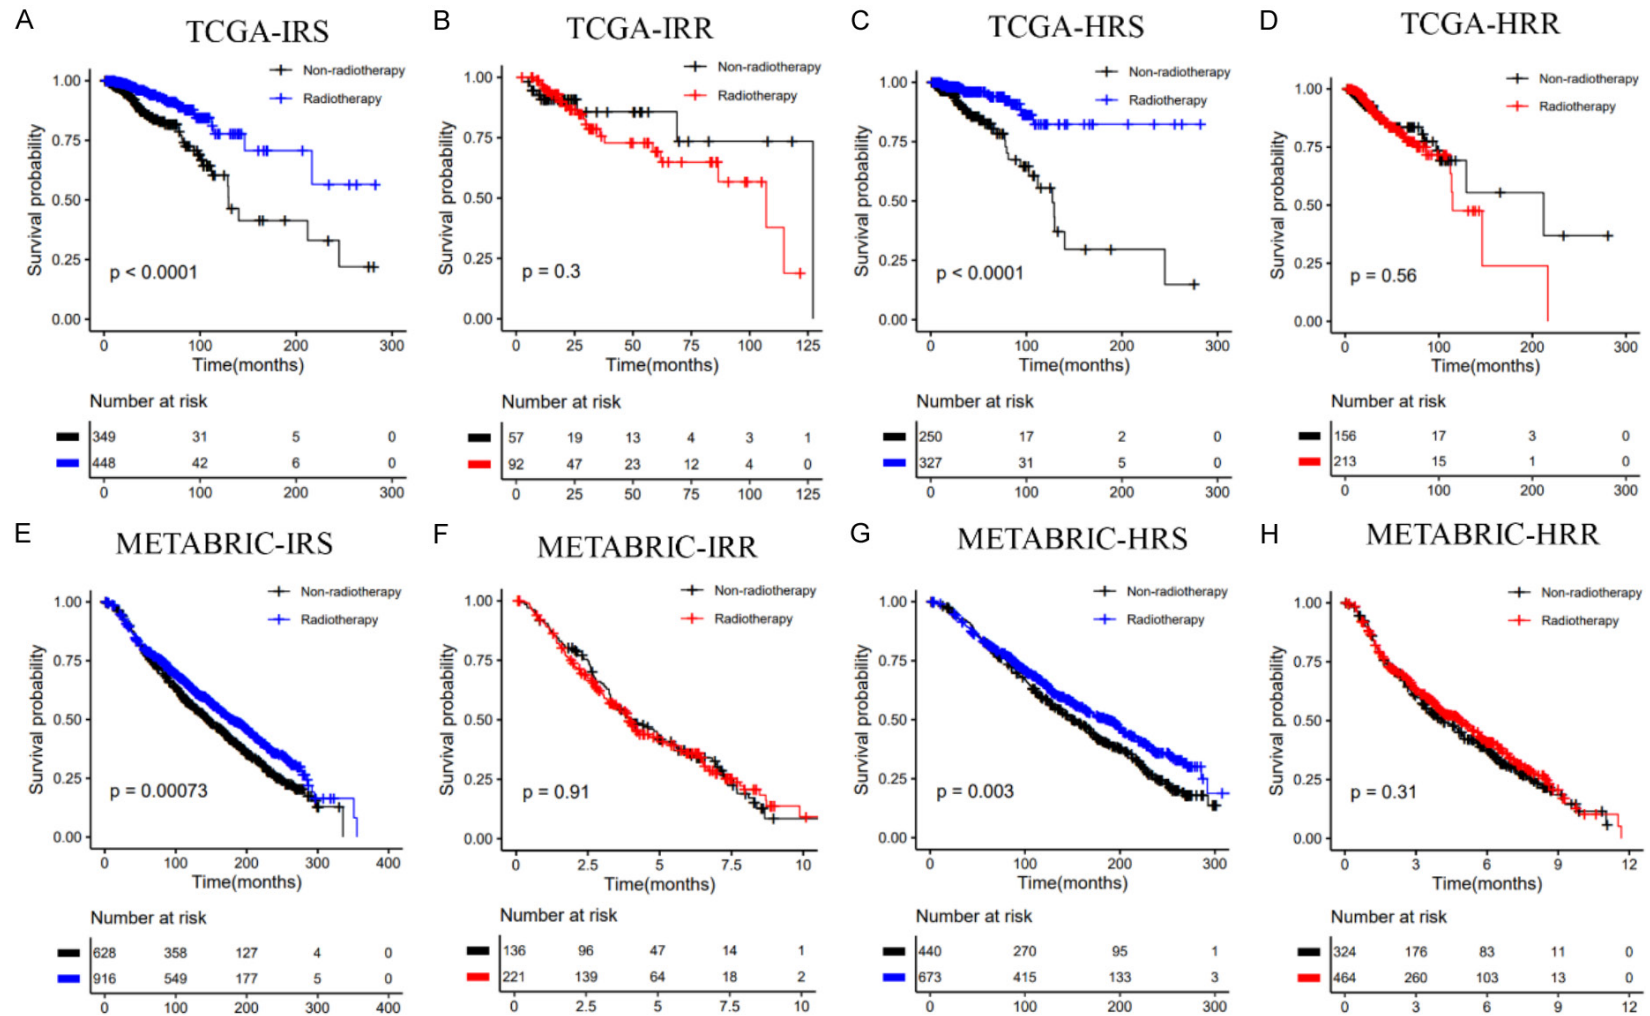 A
TCGA-IRS
Non-radiotherapy
Radiotherapy
Survival probability
1.00
0.75
0.50
0.25
0.00
p < 0.0001
0 100 200 300
Time(months)
Number at risk
349 31 5 0
448 42 6 0
0 100 200 300
B
TCGA-IRR
Non-radiotherapy
Radiotherapy
Survival probability
1.00
0.75
0.50
0.25
0.00
p = 0.3
0 25 50 75 100 125
Time(months)
Number at risk
57 19 13 4 3 1
92 47 23 12 4 0
0 25 50 75 100 125
C
TCGA-HRS
Non-radiotherapy
Radiotherapy
Survival probability
1.00
0.75
0.50
0.25
0.00
p < 0.0001
0 100 200 300
Time(months)
Number at risk
250 17 2 0
327 31 5 0
0 100 200 300
D
TCGA-HRR
Non-radiotherapy
Radiotherapy
Survival probability
1.00
0.75
0.50
0.25
0.00
p = 0.56
0 100 200 300
Time(months)
Number at risk
156 17 3 0
213 15 1 0
0 100 200 300
E
METABRIC-IRS
Non-radiotherapy
Radiotherapy
Survival probability
1.00
0.75
0.50
0.25
0.00
p = 0.00073
0 100 200 300 400
Time(months)
Number at risk
628 358 127 4 0
916 549 177 5 0
0 100 200 300 400
F
METABRIC-IRR
Non-radiotherapy
Radiotherapy
Survival probability
1.00
0.75
0.50
0.25
0.00
p = 0.91
0 2.5 5 7.5 10
Time(months)
Number at risk
136 96 47 14 1
221 139 64 18 2
0 2.5 5 7.5 10
G
METABRIC-HRS
Non-radiotherapy
Radiotherapy
Survival probability
1.00
0.75
0.50
0.25
0.00
p = 0.003
0 100 200 300
Time(months)
Number at risk
440 270 95 1
673 415 133 3
0 100 200 300
H
METABRIC-HRR
Non-radiotherapy
Radiotherapy
Survival probability
1.00
0.75
0.50
0.25
0.00
p = 0.31
0 3 6 9 12
Time(months)
Number at risk
324 176 83 11 0
464 260 103 13 0
0 3 6 9 12